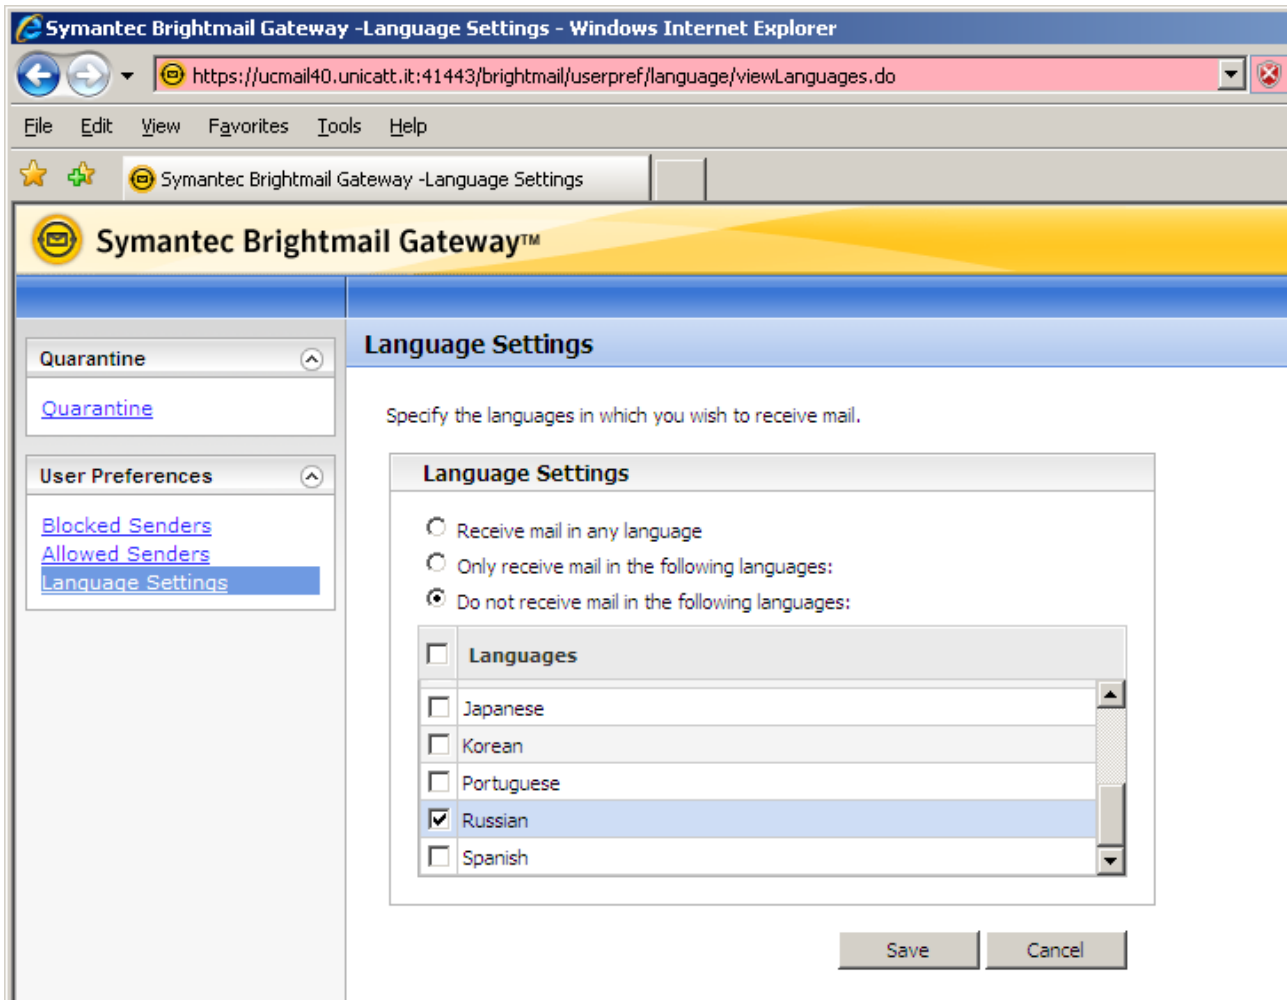 Symantec Brightmail Gateway -Language Settings - Windows Internet Explorer
https://ucmail40.unicatt.it:41443/brightmail/userpref/language/viewLanguages.do
File Edit View Favorites Tools Help
Symantec Brightmail Gateway -Language Settings
Symantec Brightmail Gateway™
Quarantine
Quarantine
User Preferences
Blocked Senders
Allowed Senders
Language Settings
Language Settings
Specify the languages in which you wish to receive mail.
Language Settings
Receive mail in any language
Only receive mail in the following languages:
Do not receive mail in the following languages:
Languages
Japanese
Korean
Portuguese
Russian
Spanish
Save Cancel